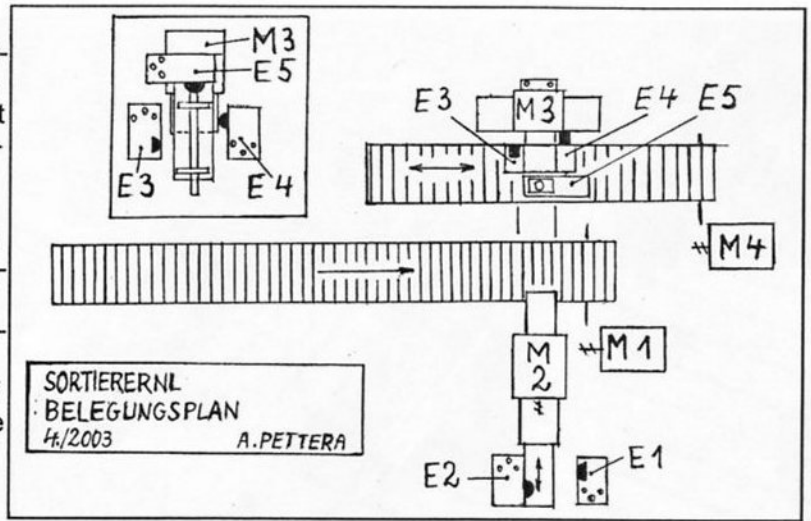 M3
E5
E3
E4
E3
M3
E4
E5
M4
M1
M
2
SORTIERERNL
BELEGUNGSPLAN
4./2003 A.PETTERA
E2
E1
t
e